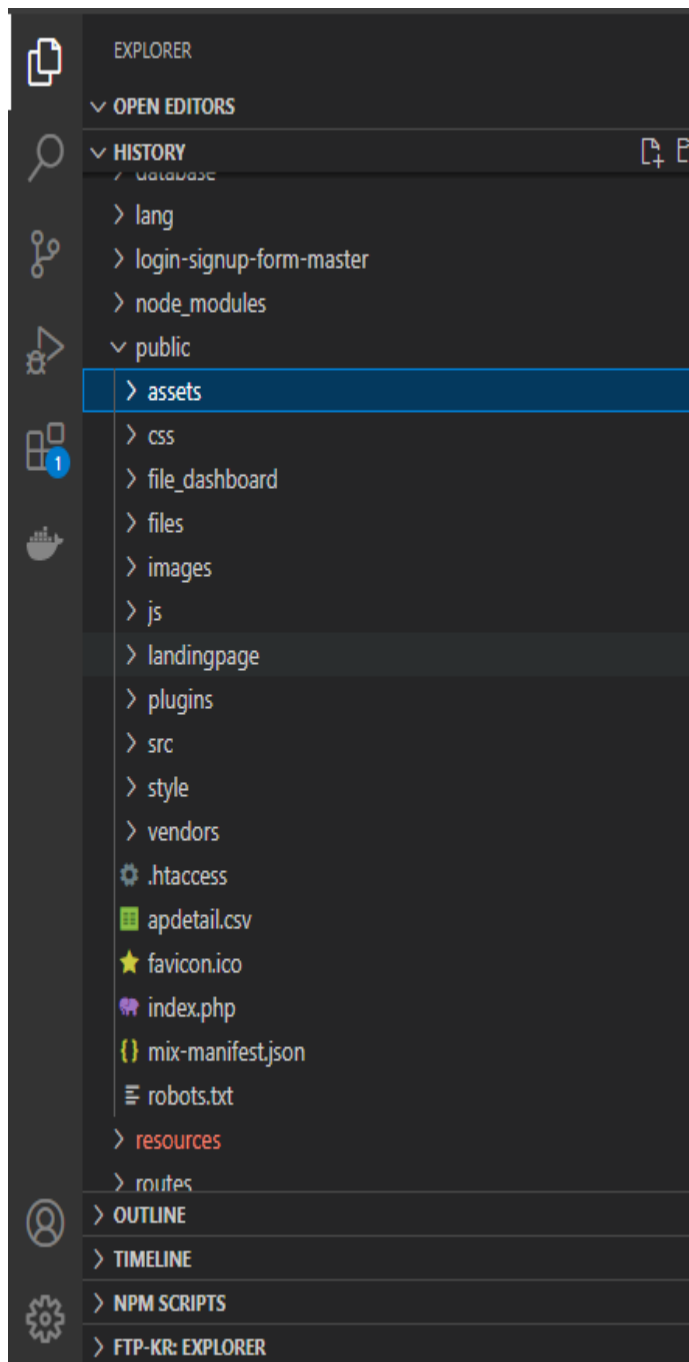 EXPLORER
OPEN EDITORS
HISTORY
database
lang
login-signup-form-master
node_modules
public
assets
css
file_dashboard
files
images
js
landingpage
plugins
src
style
vendors
.htaccess
apdetail.csv
favicon.ico
index.php
{} mix-manifest.json
robots.txt
resources
routes
1
OUTLINE
TIMELINE
NPM SCRIPTS
FTP-KR: EXPLORER